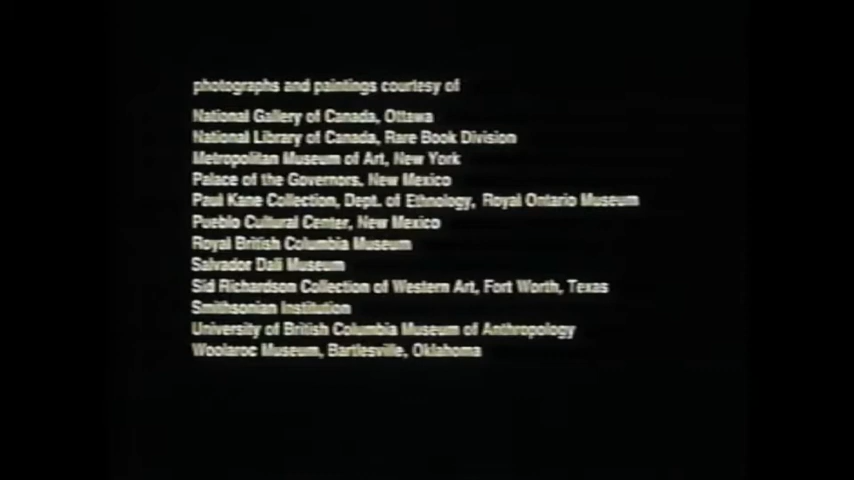 photographs and paintings courtesy of
National Gallery of Canada, Ottawa
National Library of Canada, Rare Book Division
Metropolitan Museum of Art, New York
Palace of the Governors, New Mexico
Paul Kane Collection, Dept. of Ethnology, Royal Ontario Museum
Pueblo Cultural Center, New Mexico
Royal British Columbia Museum
Salvador Dali Museum
Sid Richardson Collection of Western Art, Fort Worth, Texas
Smithsonian Institution
University of British Columbia Museum of Anthropology
Woolaroc Museum, Bartlesville, Oklahoma